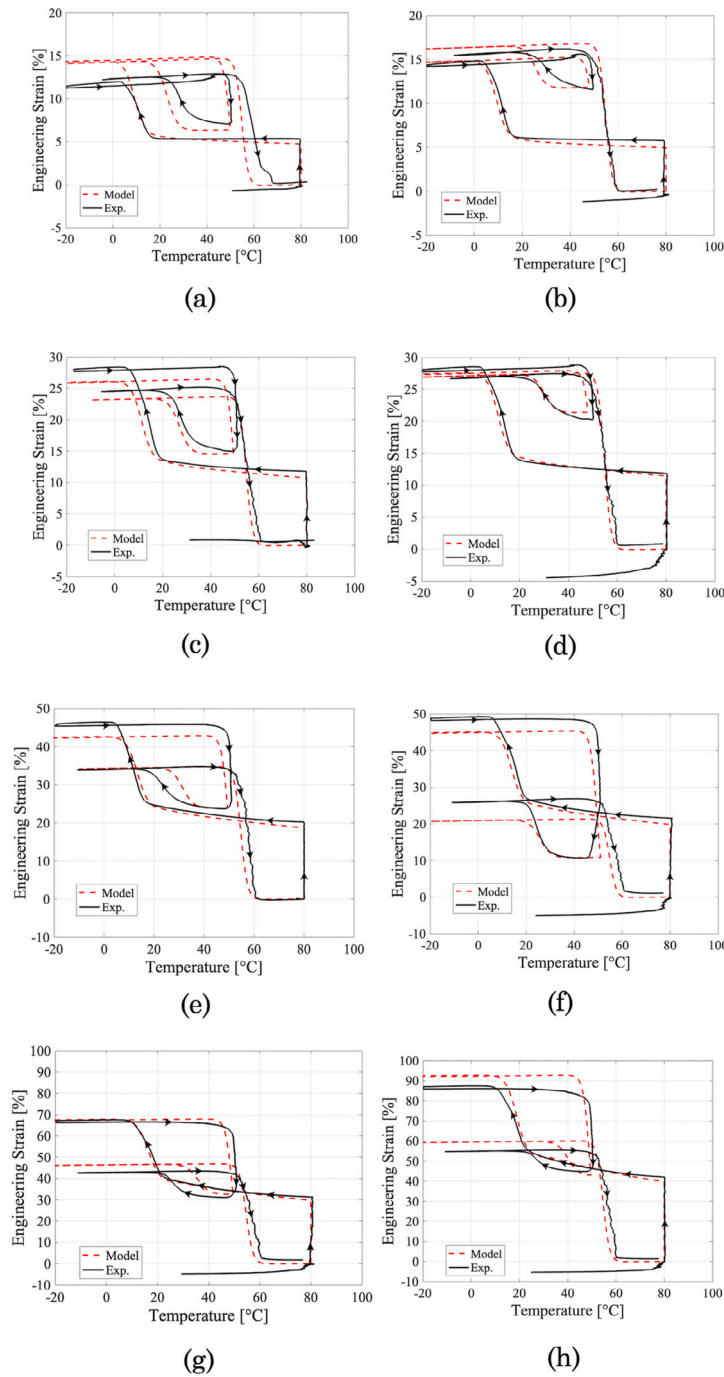 20
15
10
5
0
-5
-20 0 20 40 60 80 100
Engineering Strain [%]
Temperature [°C]
Model
Exp.
(a)
20
15
10
5
0
-5
-20 0 20 40 60 80 100
Engineering Strain [%]
Temperature [°C]
Model
Exp.
(b)
30
25
20
15
10
5
0
-5
-20 0 20 40 60 80 100
Engineering Strain [%]
Temperature [°C]
Model
Exp.
(c)
30
25
20
15
10
5
0
-5
-20 0 20 40 60 80 100
Engineering Strain [%]
Temperature [°C]
Model
Exp.
(d)
50
40
30
20
10
0
-10
-20 0 20 40 60 80 100
Engineering Strain [%]
Temperature [°C]
Model
Exp.
(e)
50
40
30
20
10
0
-10
-20 0 20 40 60 80 100
Engineering Strain [%]
Temperature [°C]
Model
Exp.
(f)
100
90
80
70
60
50
40
30
20
10
0
-10
-20 0 20 40 60 80 100
Engineering Strain [%]
Temperature [°C]
Model
Exp.
(g)
100
90
80
70
60
50
40
30
20
10
0
-10
-20 0 20 40 60 80 100
Engineering Strain [%]
Temperature [°C]
Model
Exp.
(h)